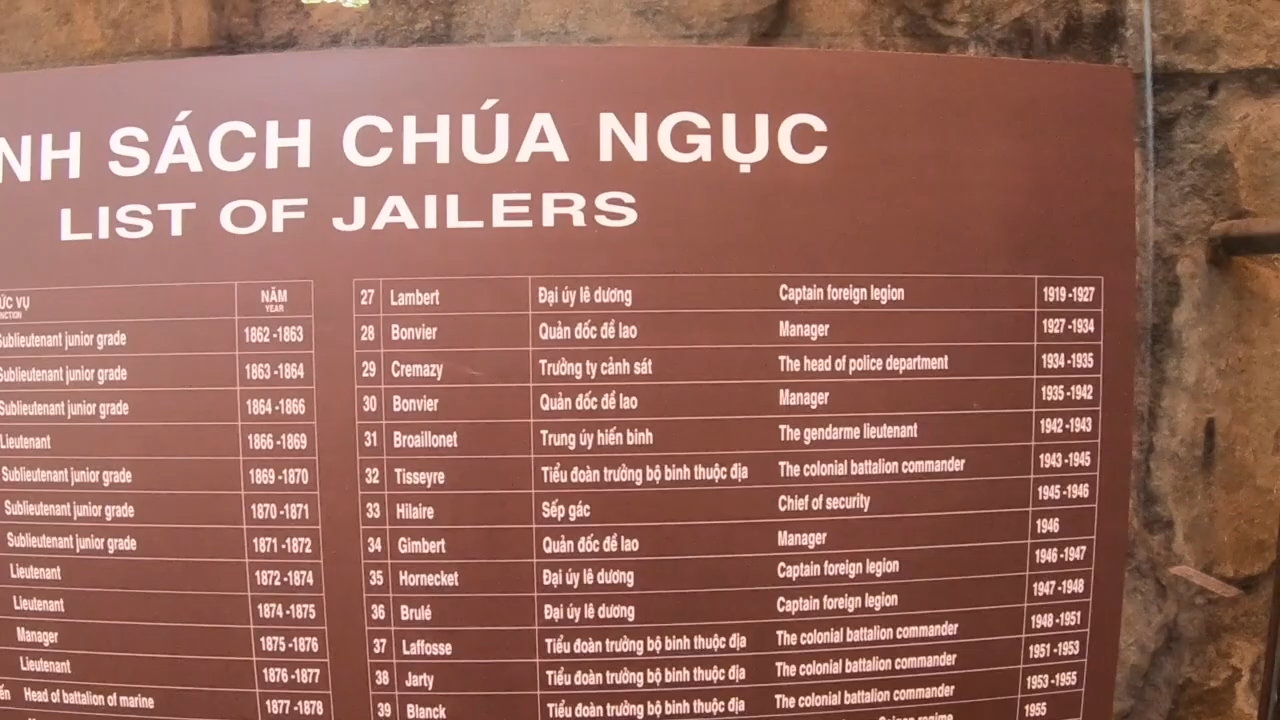 NH SÁCH CHÚA NGỤC
LIST OF JAILERS
ỨC VỤ NĂM
NCTION YEAR
Sublieutenant junior grade 1862 -1863
Sublieutenant junior grade 1863 -1864
Sublieutenant junior grade 1864 -1866
Lieutenant 1866 -1869
Sublieutenant junior grade 1869 -1870
Sublieutenant junior grade 1870 -1871
Sublieutenant junior grade 1871 -1872
Lieutenant 1872 -1874
Lieutenant 1874 -1875
Manager 1875 -1876
Lieutenant 1876 -1877
ến Head of battalion of marine 1877 -1878
27 Lambert Đại úy lê dương Captain foreign legion 1919 -1927
28 Bonvier Quản đốc đề lao Manager 1927 -1934
29 Cremazy Trưởng ty cảnh sát The head of police department 1934 -1935
30 Bonvier Quản đốc đề lao Manager 1935 -1942
31 Broaillonet Trung úy hiến binh The gendarme lieutenant 1942 -1943
32 Tisseyre Tiểu đoàn trưởng bộ binh thuộc địa The colonial battalion commander 1943 -1945
33 Hilaire Sếp gác Chief of security 1945 -1946
34 Gimbert Quản đốc đề lao Manager 1946
35 Hornecket Đại úy lê dương Captain foreign legion 1946 -1947
36 Brulé Đại úy lê dương Captain foreign legion 1947 -1948
37 Laffosse Tiểu đoàn trưởng bộ binh thuộc địa The colonial battalion commander 1948 -1951
38 Jarty Tiểu đoàn trưởng bộ binh thuộc địa The colonial battalion commander 1951 -1953
39 Blanck Tiểu đoàn trưởng bộ binh thuộc địa The colonial battalion commander 1953 -1955
Saigon regime 1955